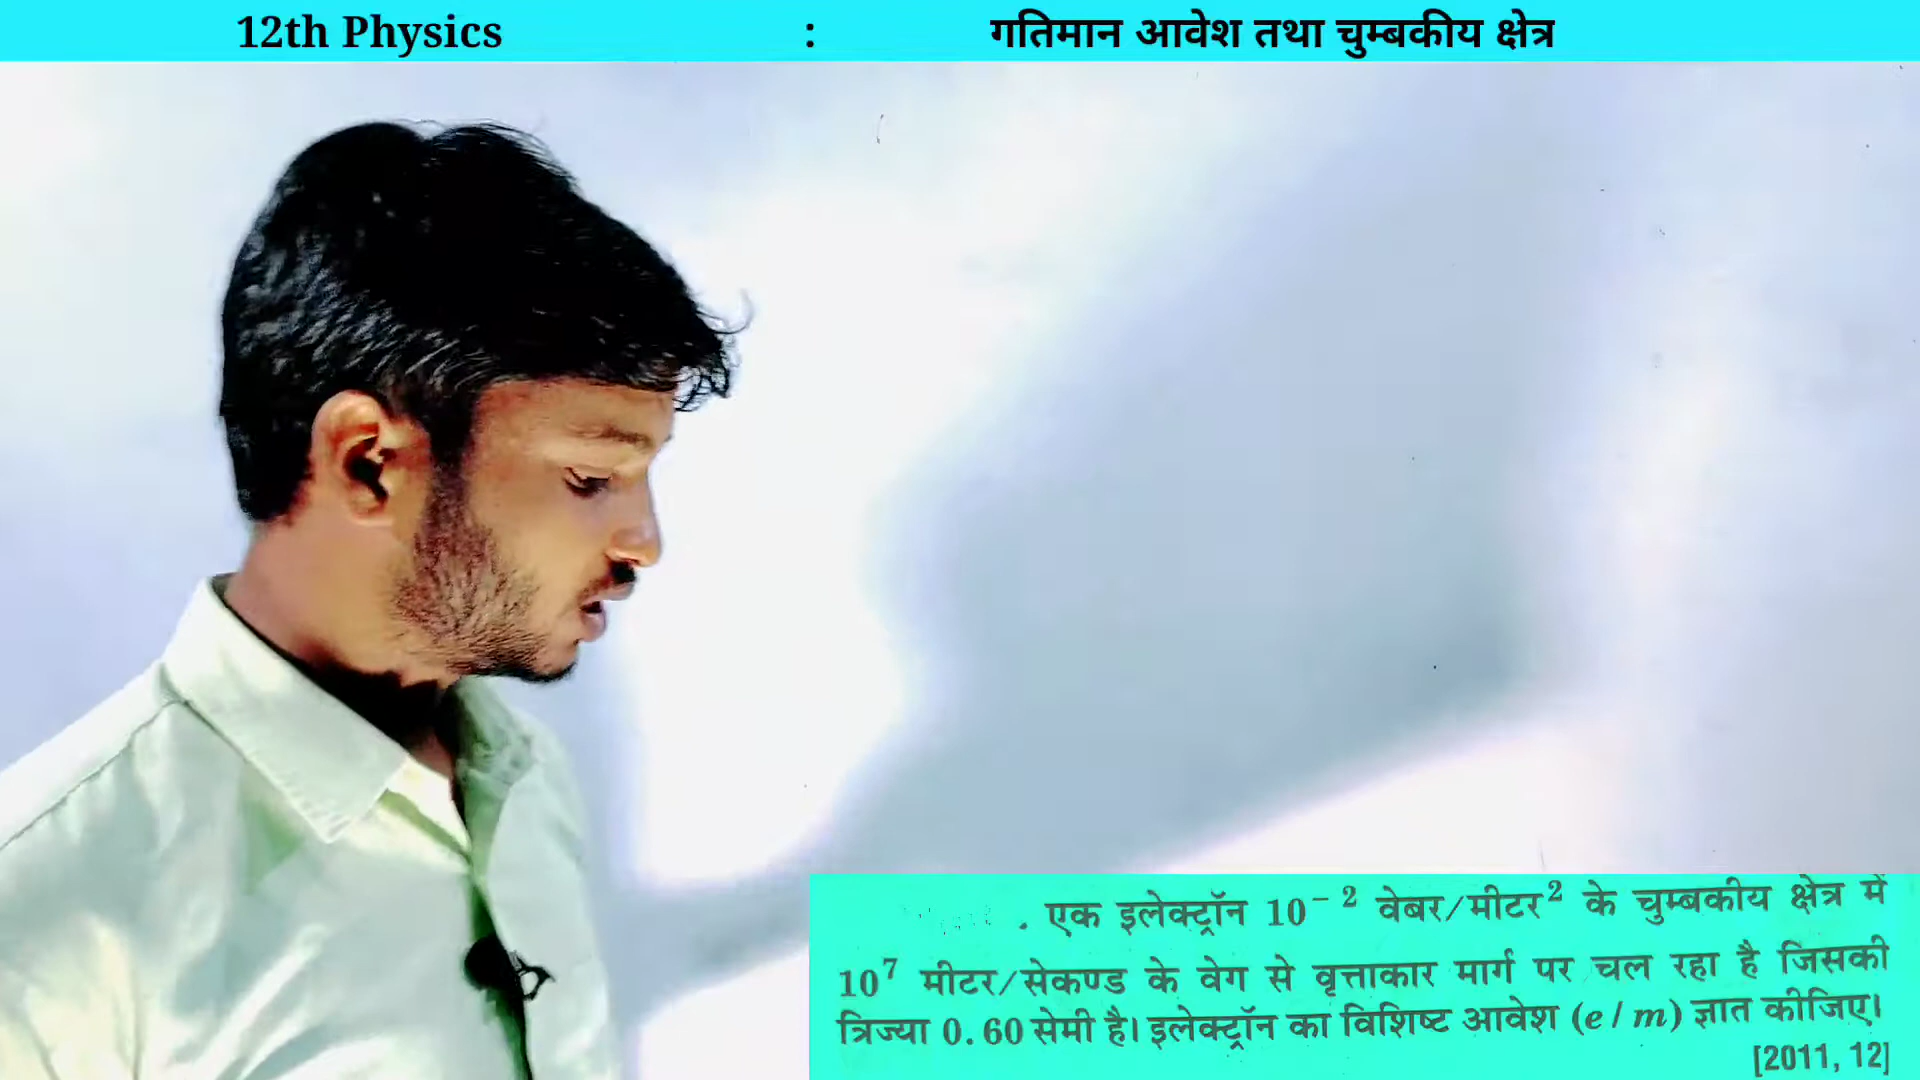 12th Physics : गतिमान आवेश तथा चुम्बकीय क्षेत्र
. एक इलेक्ट्रॉन 10⁻² वेबर/मीटर² के चुम्बकीय क्षेत्र में
10⁷ मीटर/सेकण्ड के वेग से वृत्ताकार मार्ग पर चल रहा है जिसकी
त्रिज्या 0.60 सेमी है। इलेक्ट्रॉन का विशिष्ट आवेश (e / m) ज्ञात कीजिए।
[2011, 12]